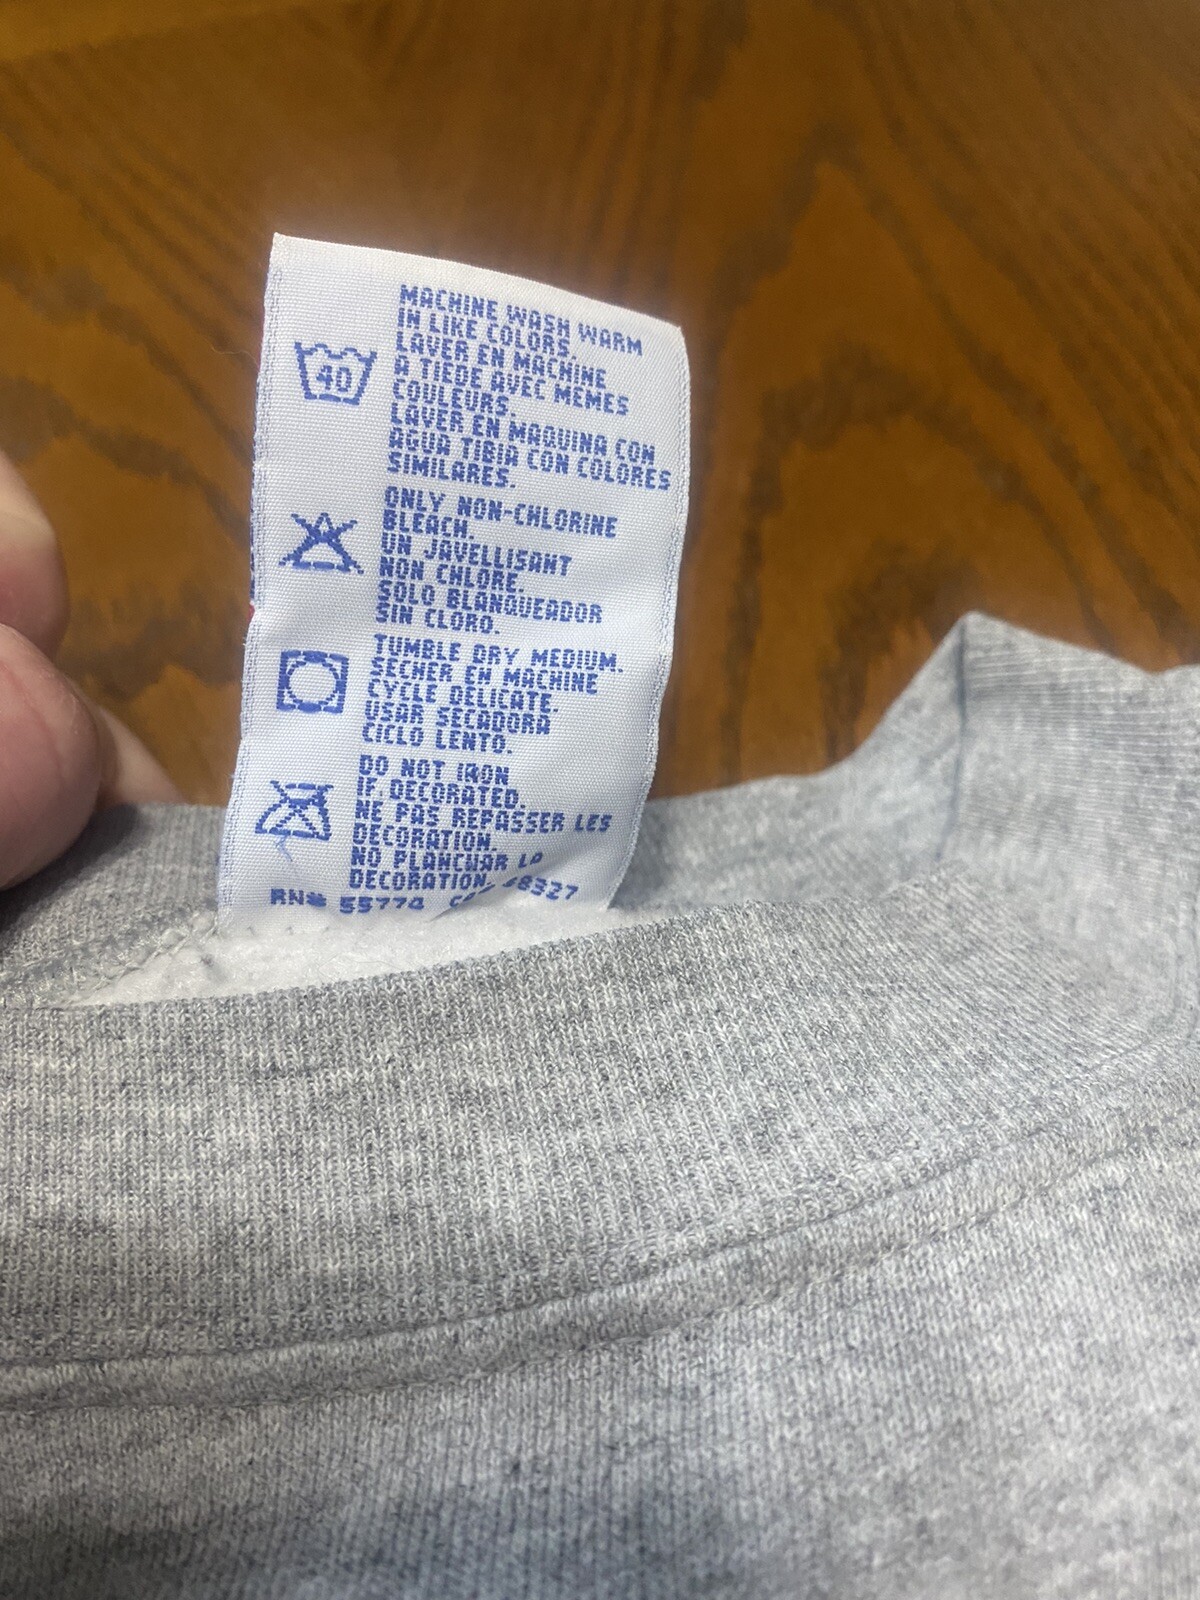 MACHINE WASH WARM
IN LIKE COLORS.
LAVER EN MACHINE
A TIEDE AVEC MEMES
COULEURS.
LAVER EN MAQUINA CON
AGUA TIBIA CON COLORES
SIMILARES.
40
ONLY NON-CHLORINE
BLEACH.
UN JAVELLISANT
NON CHLORE.
SOLO BLANQUEADOR
SIN CLORO.
TUMBLE DRY MEDIUM.
SECHER EN MACHINE
CYCLE DELICATE.
USAR SECADORA
CICLO LENTO.
DO NOT IRON
IF DECORATED.
NE PAS REPASSER LES
DECORATION.
NO PLANCHAR LA
DECORATION.
RN# 55774